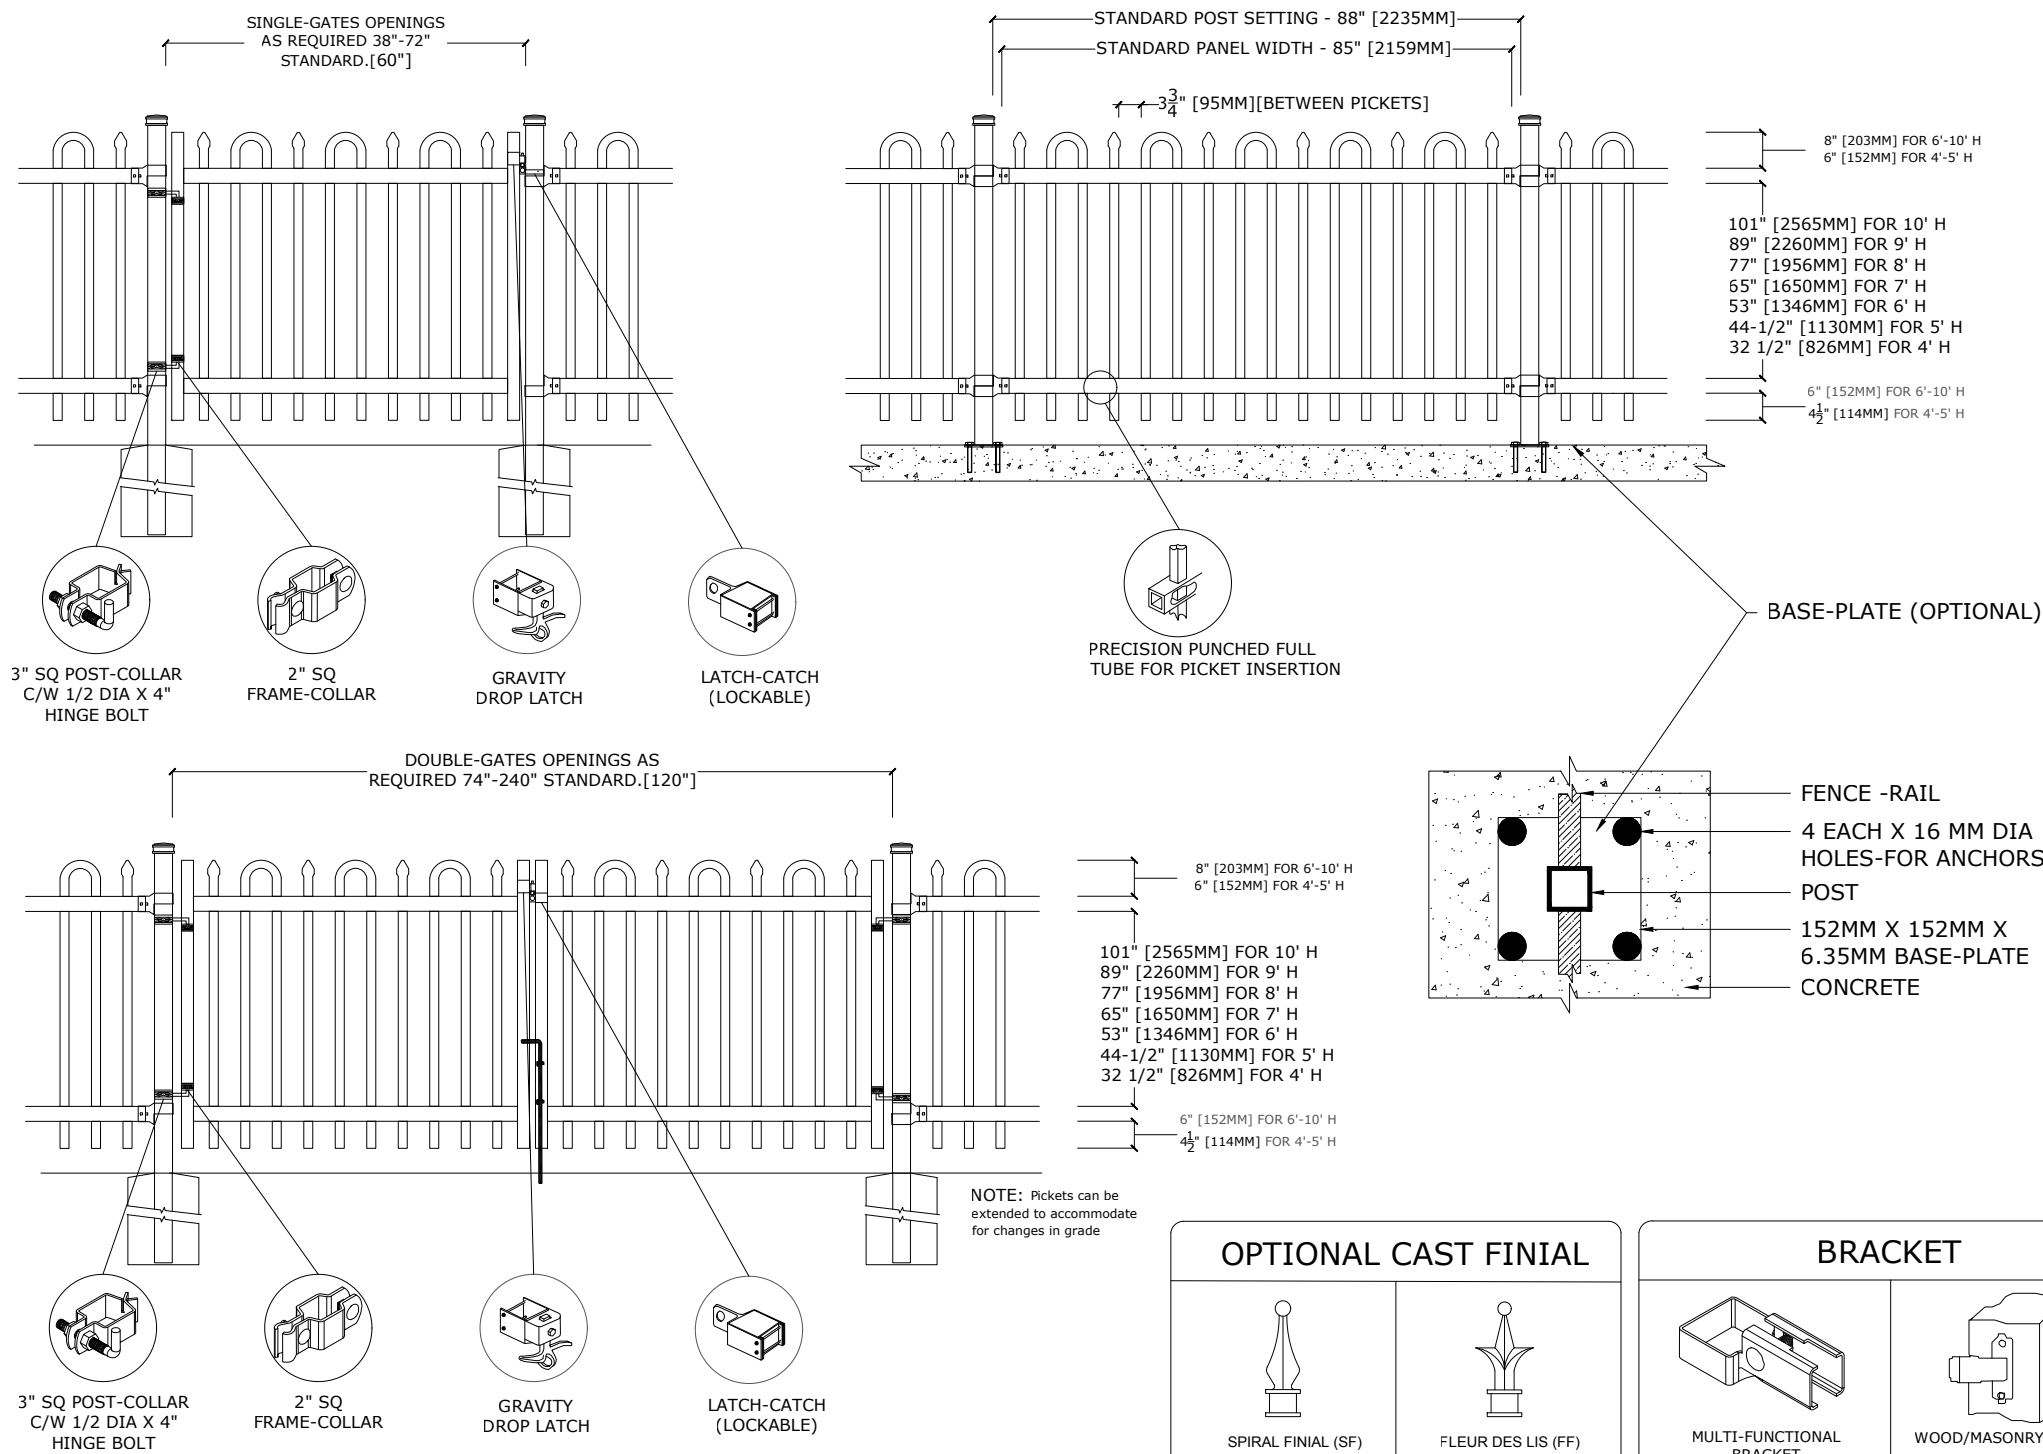 SINGLE-GATES OPENINGS
AS REQUIRED 38"-72"
STANDARD.[60"]
STANDARD POST SETTING - 88" [2235MM]
STANDARD PANEL WIDTH - 85" [2159MM]
3 3/4" [95MM][BETWEEN PICKETS]
8" [203MM] FOR 6'-10' H
6" [152MM] FOR 4'-5' H
101" [2565MM] FOR 10' H
89" [2260MM] FOR 9' H
77" [1956MM] FOR 8' H
65" [1650MM] FOR 7' H
53" [1346MM] FOR 6' H
44-1/2" [1130MM] FOR 5' H
32 1/2" [826MM] FOR 4' H
6" [152MM] FOR 6'-10' H
4 1/2" [114MM] FOR 4'-5' H
3" SQ POST-COLLAR
C/W 1/2 DIA X 4"
HINGE BOLT
2" SQ
FRAME-COLLAR
GRAVITY
DROP LATCH
LATCH-CATCH
(LOCKABLE)
PRECISION PUNCHED FULL
TUBE FOR PICKET INSERTION
BASE-PLATE (OPTIONAL)
FENCE -RAIL
4 EACH X 16 MM DIA
HOLES-FOR ANCHORS
POST
152MM X 152MM X
6.35MM BASE-PLATE
CONCRETE
DOUBLE-GATES OPENINGS AS
REQUIRED 74"-240" STANDARD.[120"]
8" [203MM] FOR 6'-10' H
6" [152MM] FOR 4'-5' H
101" [2565MM] FOR 10' H
89" [2260MM] FOR 9' H
77" [1956MM] FOR 8' H
65" [1650MM] FOR 7' H
53" [1346MM] FOR 6' H
44-1/2" [1130MM] FOR 5' H
32 1/2" [826MM] FOR 4' H
6" [152MM] FOR 6'-10' H
4 1/2" [114MM] FOR 4'-5' H
NOTE: Pickets can be
extended to accommodate
for changes in grade
3" SQ POST-COLLAR
C/W 1/2 DIA X 4"
HINGE BOLT
2" SQ
FRAME-COLLAR
GRAVITY
DROP LATCH
LATCH-CATCH
(LOCKABLE)
OPTIONAL CAST FINIAL
SPIRAL FINIAL (SF)
FLEUR DES LIS (FF)
BRACKET
MULTI-FUNCTIONAL
BRACKET
WOOD/MASONRY